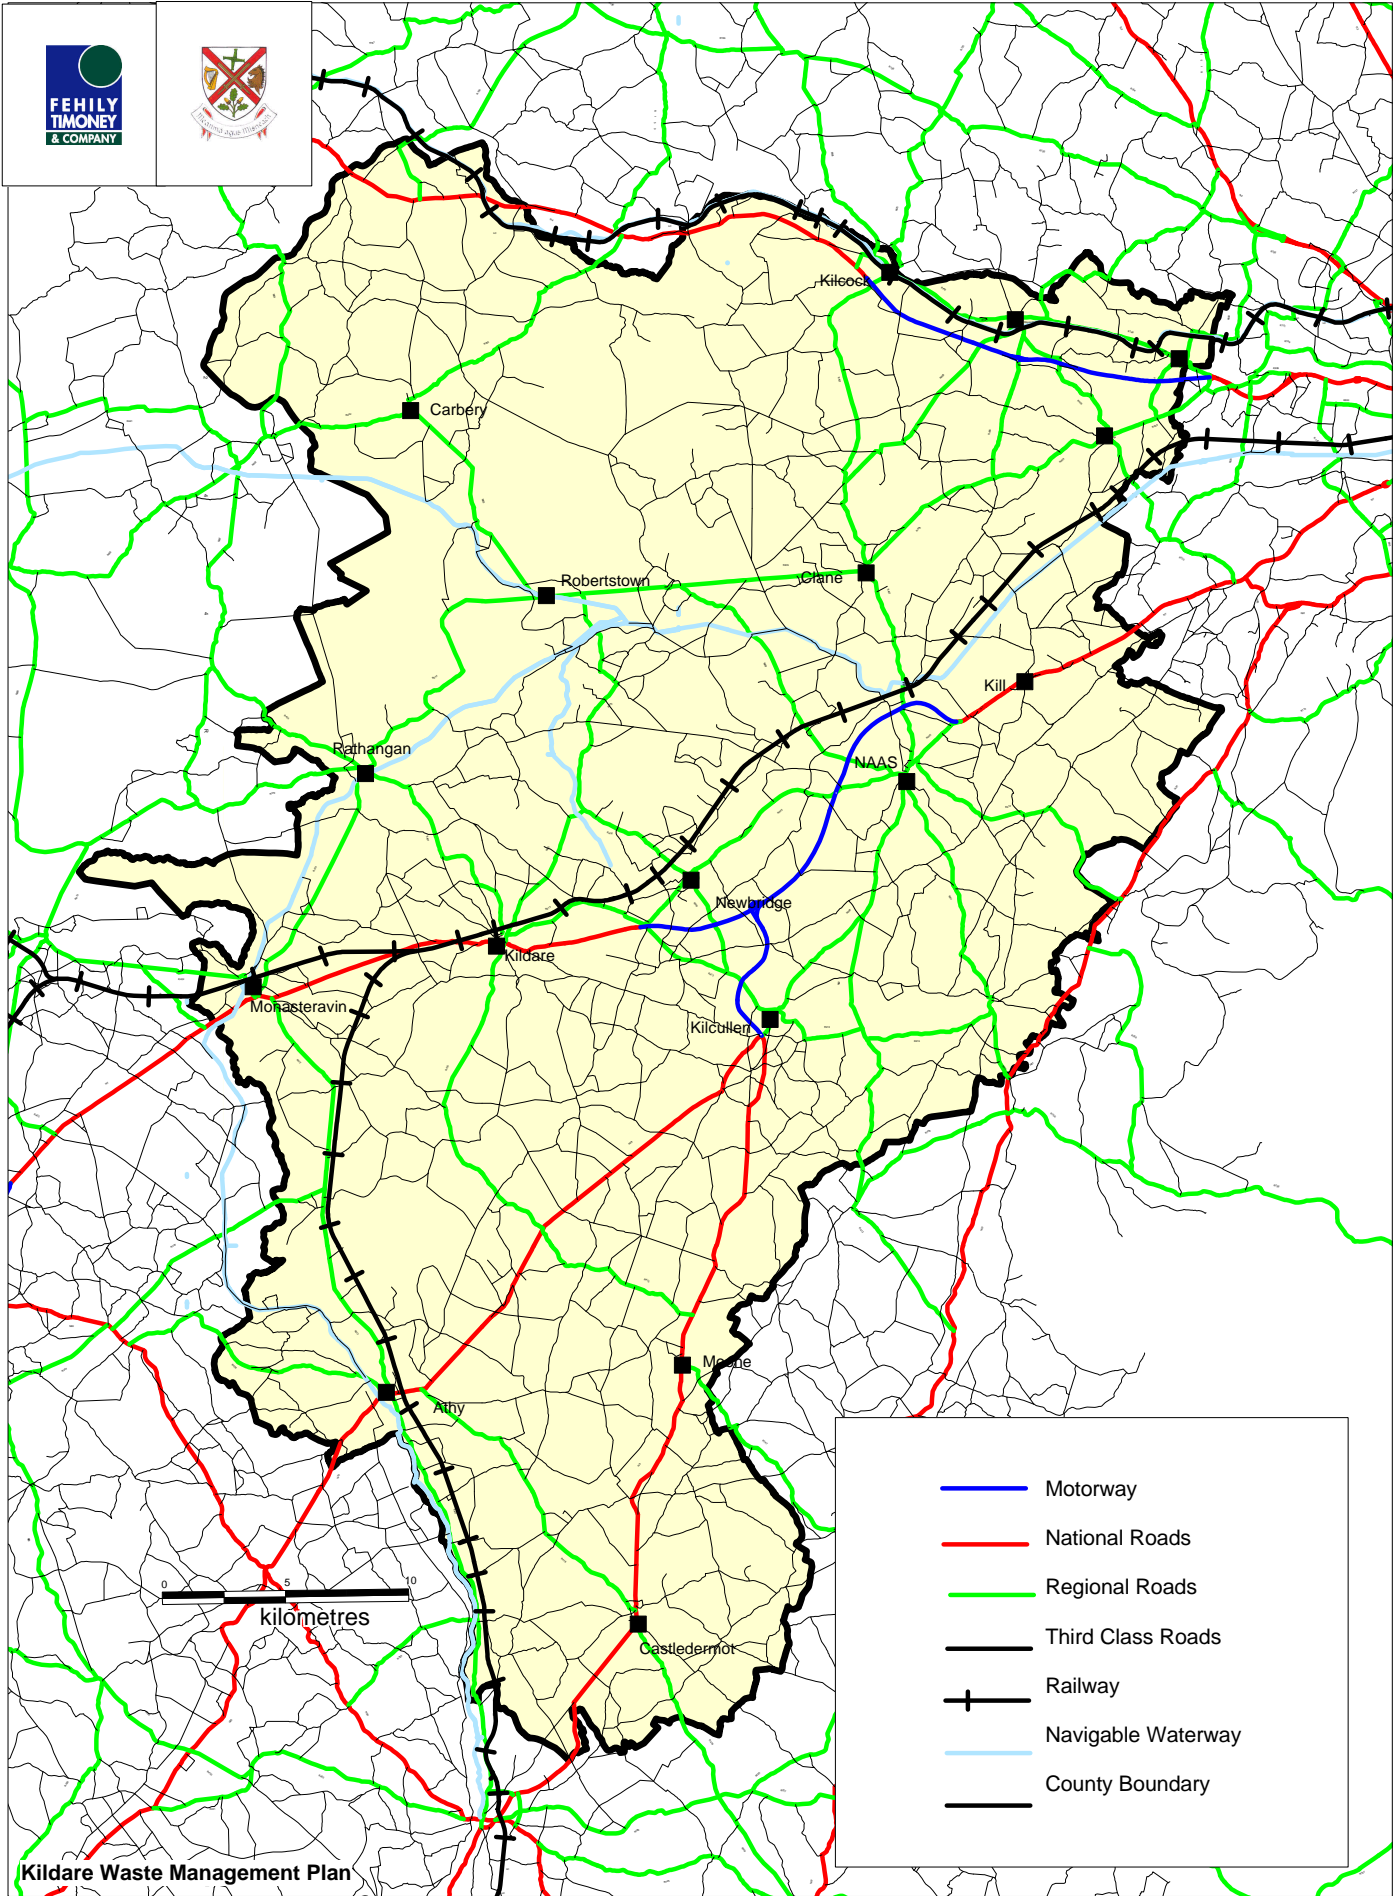 FEHILY
TIMONEY
& COMPANY
Kilcock
Carbery
Robertstown
Clane
Kill
Rathangan
NAAS
Newbridge
Kildare
Monasteravin
Kilcullen
Moone
Athy
Castledermot
0 5 10
kilometres
Motorway
National Roads
Regional Roads
Third Class Roads
Railway
Navigable Waterway
County Boundary
Kildare Waste Management Plan